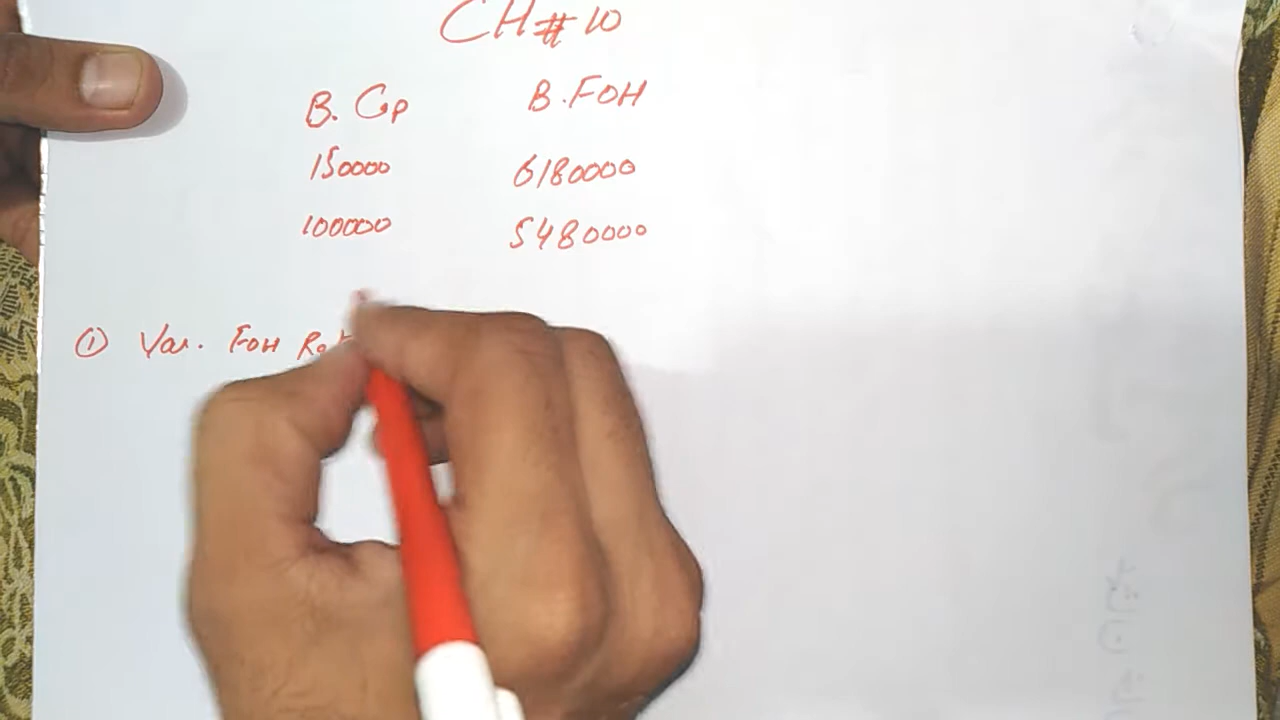 CH#10
B. Cp B.FOH
150000 6180000
100000 5480000
① Var. FOH